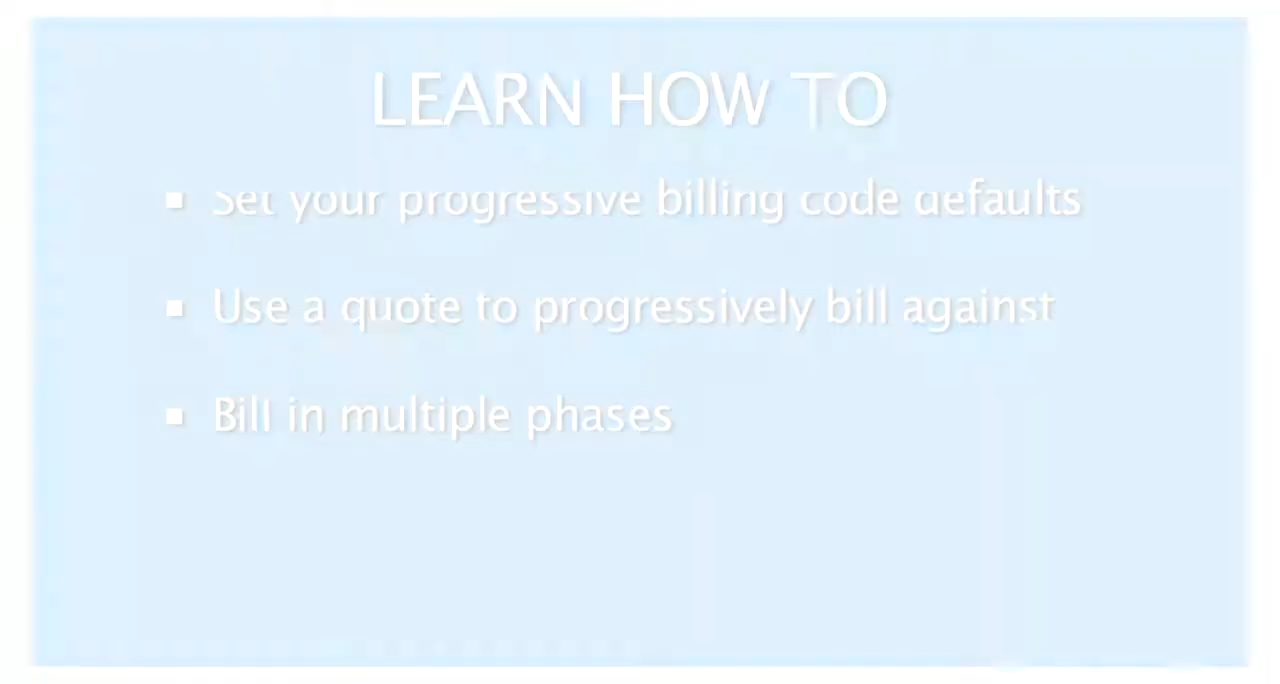 LEARN HOW TO
Set your progressive billing code defaults
Use a quote to progressively bill against
Bill in multiple phases